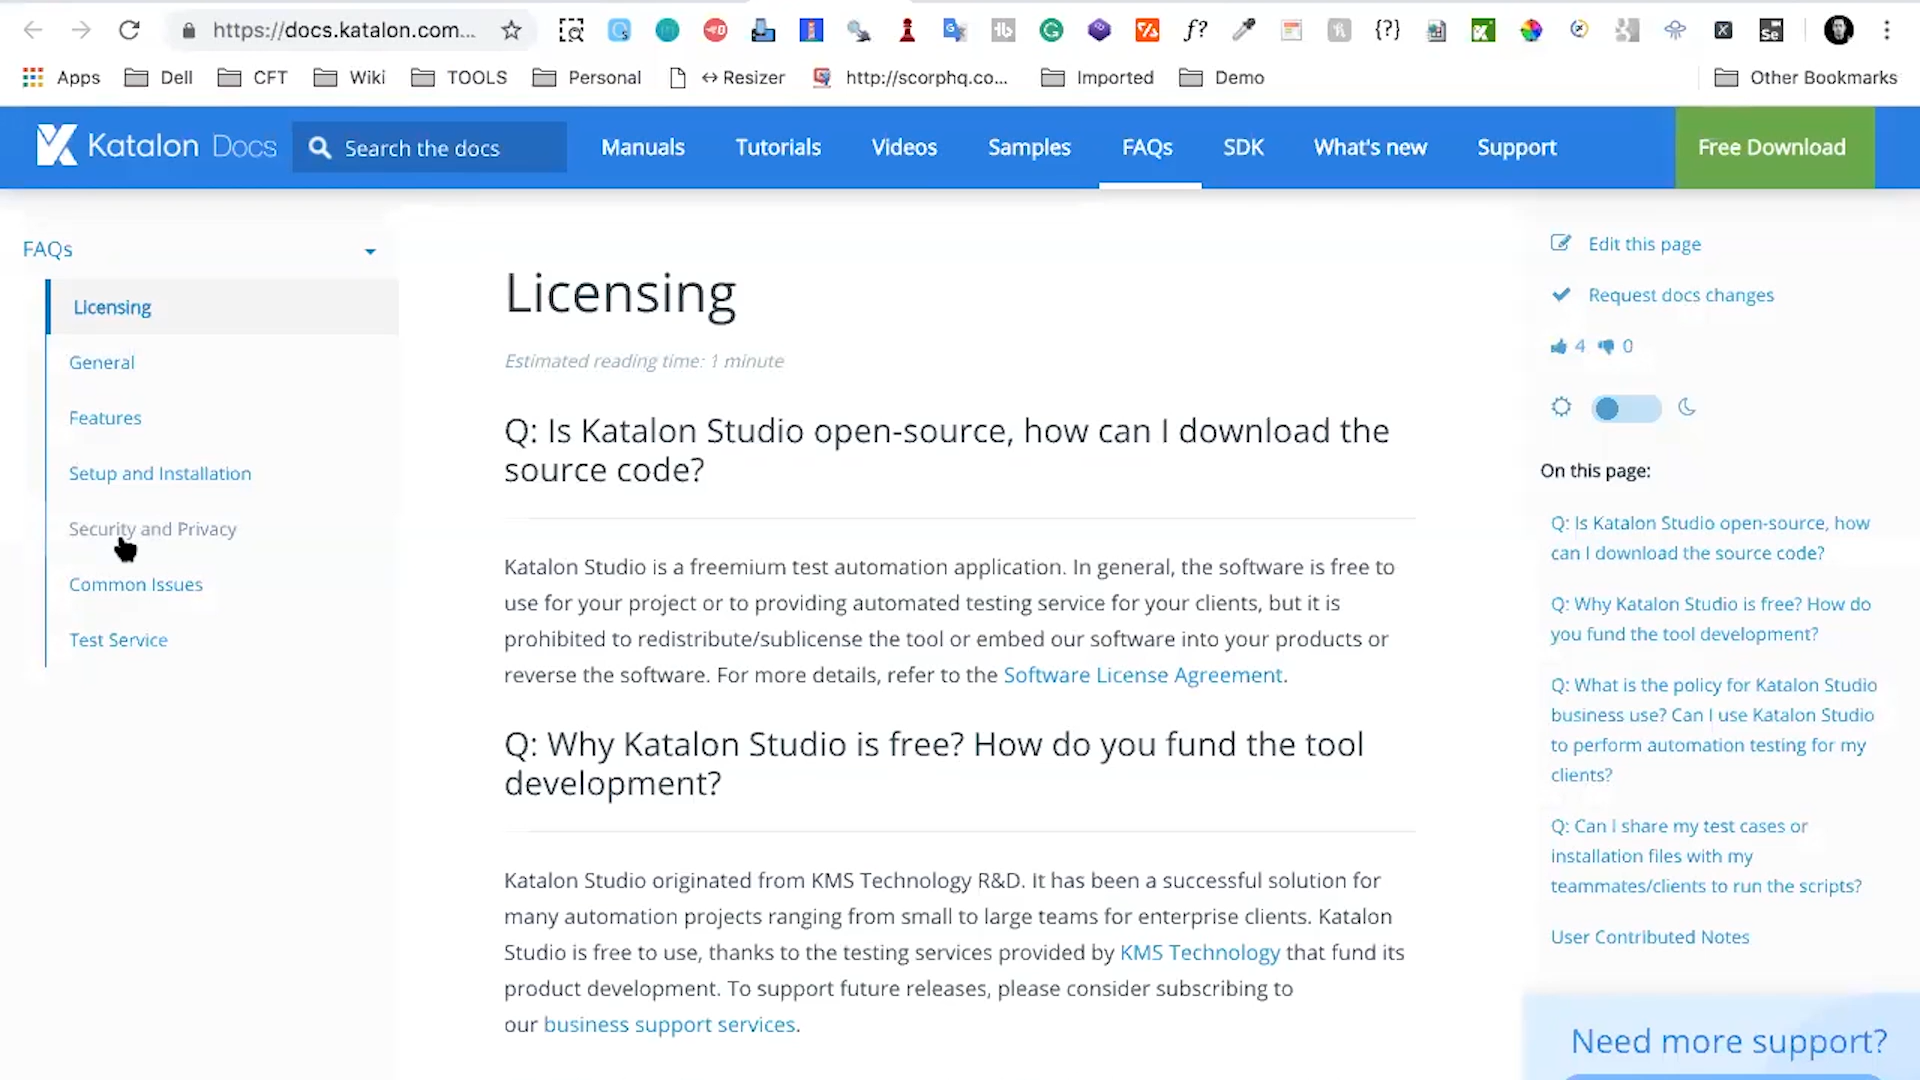 https://docs.katalon.com...
Apps Dell CFT Wiki TOOLS Personal ↔ Resizer http://scorphq.co... Imported Demo Other Bookmarks
Katalon Docs Search the docs Manuals Tutorials Videos Samples FAQs SDK What's new Support Free Download
FAQs
Licensing
General
Features
Setup and Installation
Security and Privacy
Common Issues
Test Service
Licensing
Estimated reading time: 1 minute
Q: Is Katalon Studio open-source, how can I download the
source code?
Katalon Studio is a freemium test automation application. In general, the software is free to
use for your project or to providing automated testing service for your clients, but it is
prohibited to redistribute/sublicense the tool or embed our software into your products or
reverse the software. For more details, refer to the Software License Agreement.
Q: Why Katalon Studio is free? How do you fund the tool
development?
Katalon Studio originated from KMS Technology R&D. It has been a successful solution for
many automation projects ranging from small to large teams for enterprise clients. Katalon
Studio is free to use, thanks to the testing services provided by KMS Technology that fund its
product development. To support future releases, please consider subscribing to
our business support services.
Edit this page
Request docs changes
4 0
On this page:
Q: Is Katalon Studio open-source, how
can I download the source code?
Q: Why Katalon Studio is free? How do
you fund the tool development?
Q: What is the policy for Katalon Studio
business use? Can I use Katalon Studio
to perform automation testing for my
clients?
Q: Can I share my test cases or
installation files with my
teammates/clients to run the scripts?
User Contributed Notes
Need more support?